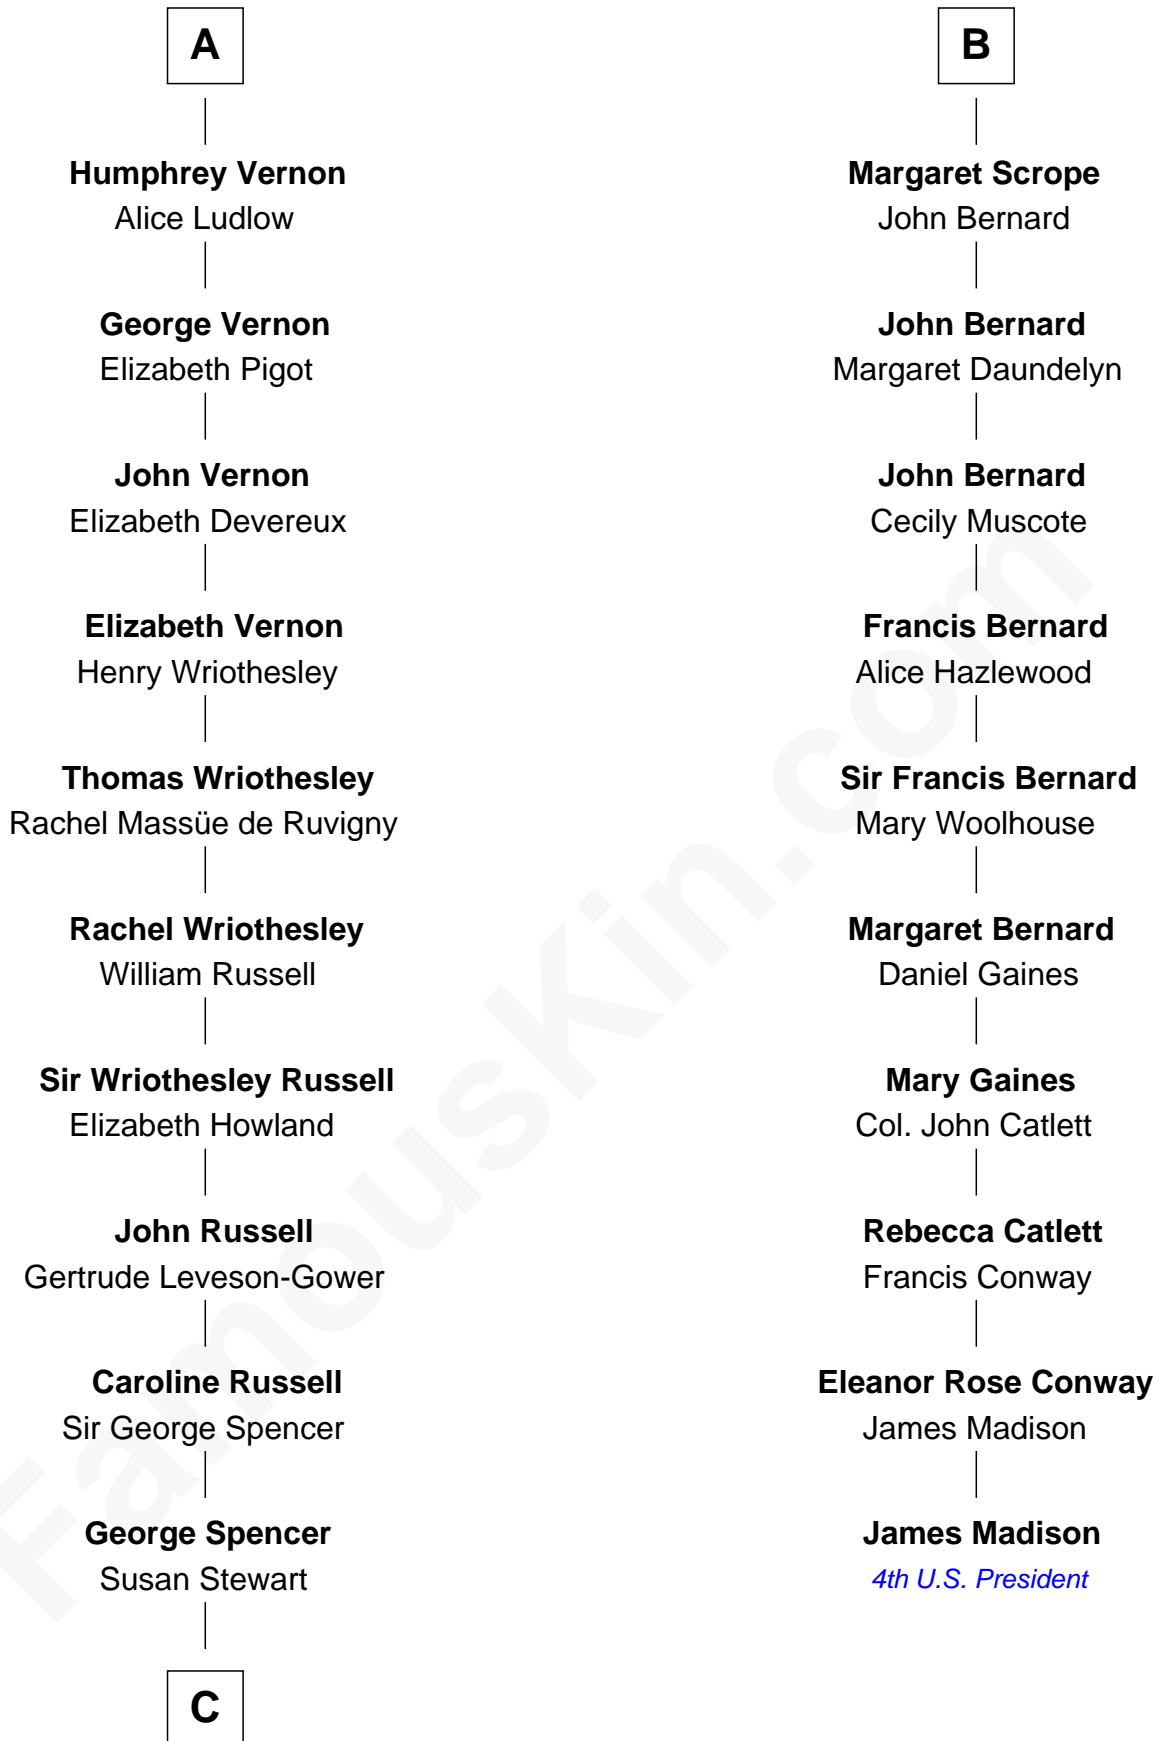 A
Humphrey Vernon
Alice Ludlow
George Vernon
Elizabeth Pigot
John Vernon
Elizabeth Devereux
Elizabeth Vernon
Henry Wriothesley
Thomas Wriothesley
Rachel Massüe de Ruvigny
Rachel Wriothesley
William Russell
Sir Wriothesley Russell
Elizabeth Howland
John Russell
Gertrude Leveson-Gower
Caroline Russell
Sir George Spencer
George Spencer
Susan Stewart
C
B
Margaret Scrope
John Bernard
John Bernard
Margaret Daundelyn
John Bernard
Cecily Muscote
Francis Bernard
Alice Hazlewood
Sir Francis Bernard
Mary Woolhouse
Margaret Bernard
Daniel Gaines
Mary Gaines
Col. John Catlett
Rebecca Catlett
Francis Conway
Eleanor Rose Conway
James Madison
James Madison
4th U.S. President
FamousKin.com